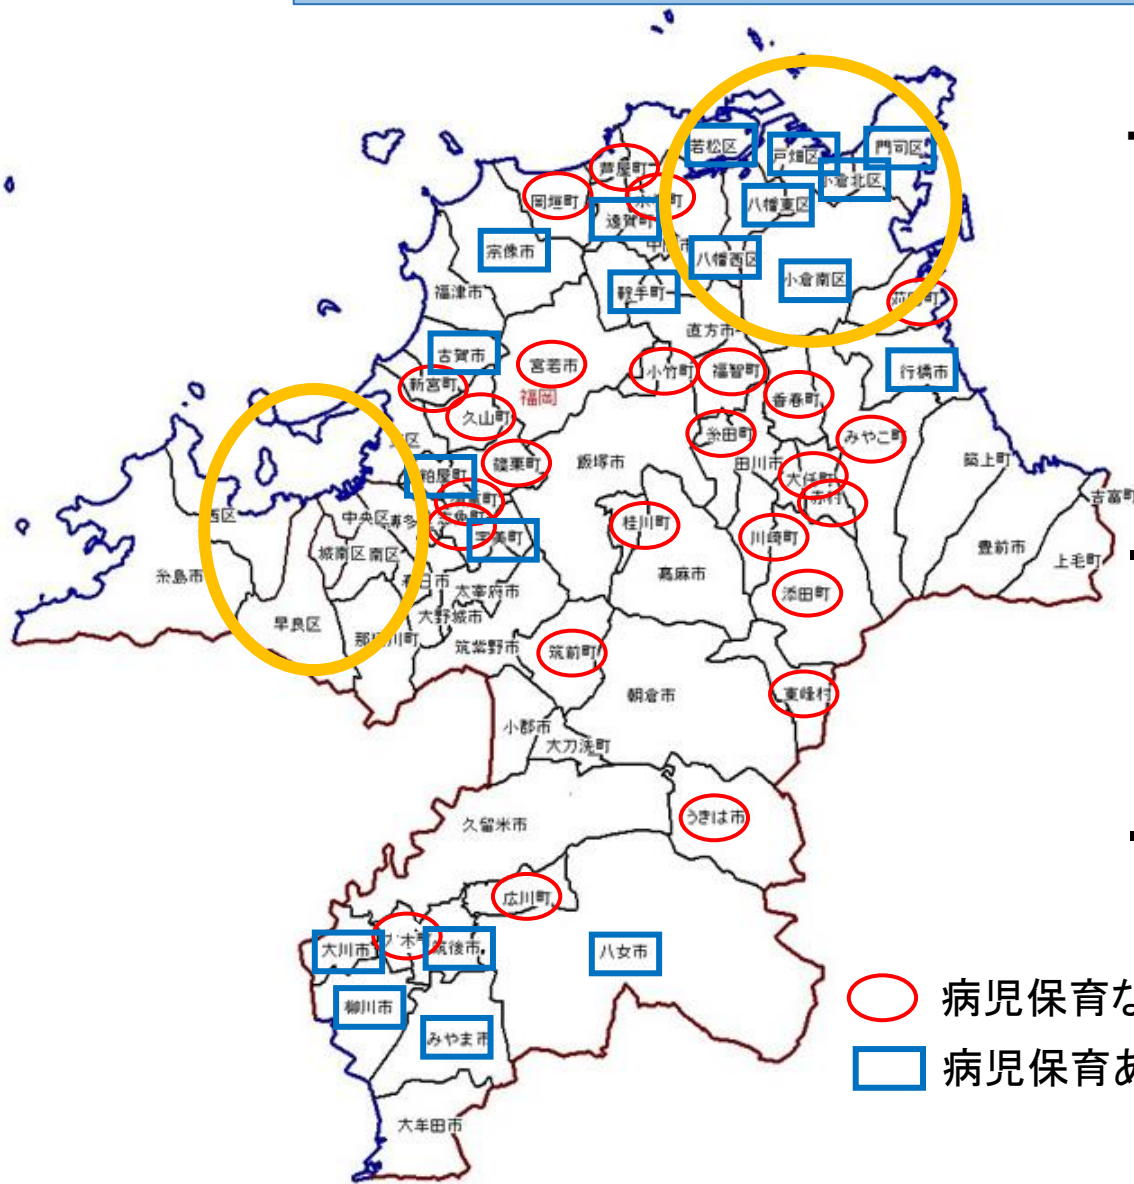 若松区
戸畑区
門司区
小倉北区
芦屋町
岡垣町
遠賀町
八幡東区
宗像市
八幡西区
小倉南区
鞍手町
福津市
直方市
古賀市
宮若市
小竹町
福智町
行橋市
新宮町
福岡
香春町
久山町
糸田町
みやこ町
篠栗町
飯塚市
田川市
築上町
粕屋町
大任町
赤村
吉富町
西区
中央区
博多
桂川町
川崎町
宇美町
城南区
南区
豊前市
上毛町
糸島市
嘉麻市
太宰府市
添田町
大野城市
早良区
筑紫野市
筑前町
朝倉市
東峰村
小郡市
大刀洗町
久留米市
うきは市
広川町
大川市
筑後市
八女市
柳川市
みやま市
大牟田市
病児保育な
病児保育あ